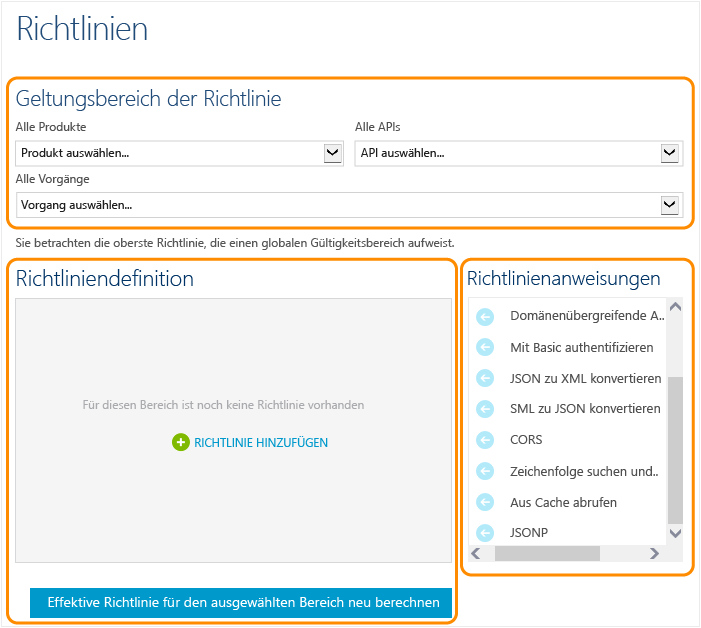 Richtlinien
Geltungsbereich der Richtlinie
Alle Produkte
Alle APIs
Produkt auswählen...
API auswählen...
Alle Vorgänge
Vorgang auswählen...
Sie betrachten die oberste Richtlinie, die einen globalen Gültigkeitsbereich aufweist.
Richtliniendefinition
Für diesen Bereich ist noch keine Richtlinie vorhanden
RICHTLINIE HINZUFÜGEN
Effektive Richtlinie für den ausgewählten Bereich neu berechnen
Richtlinienanweisungen
Domänenübergreifende A..
Mit Basic authentifizieren
JSON zu XML konvertieren
SML zu JSON konvertieren
CORS
Zeichenfolge suchen und..
Aus Cache abrufen
JSONP